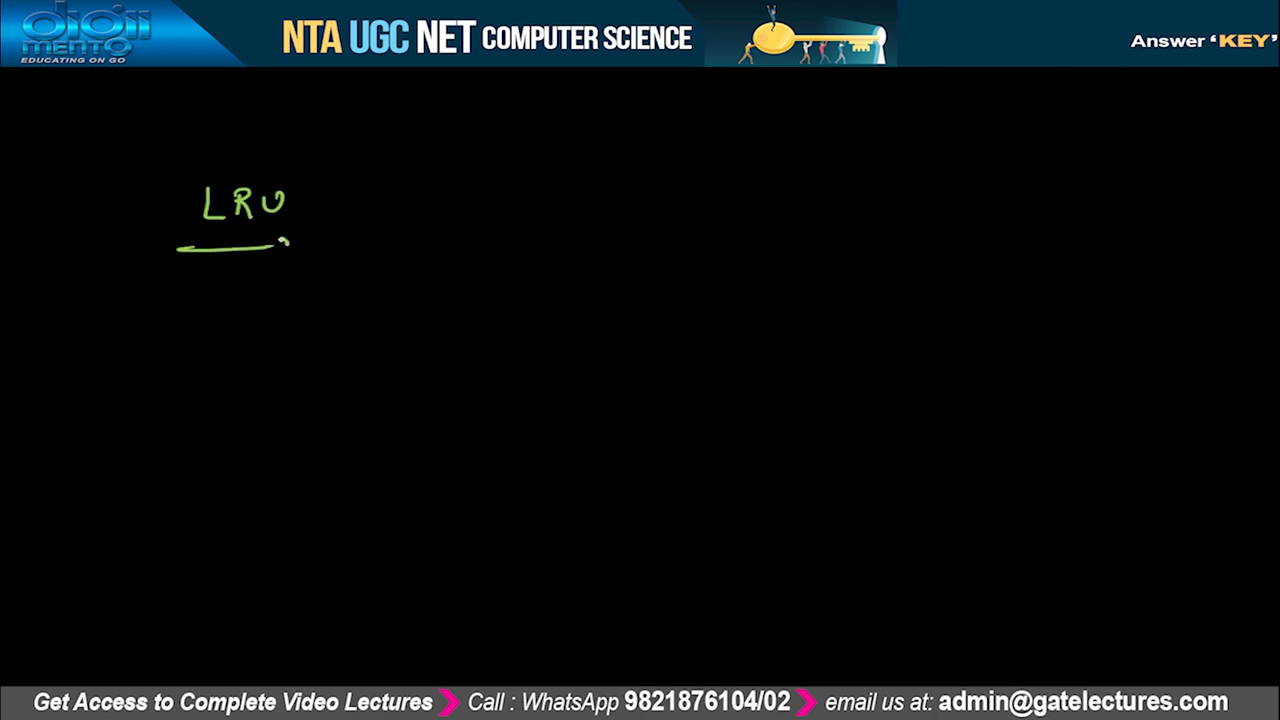 digii
MENTO
EDUCATING ON GO
NTA UGC NET COMPUTER SCIENCE
Answer ‘KEY’
LRU
Get Access to Complete Video Lectures Call : WhatsApp 9821876104/02 email us at: admin@gatelectures.com